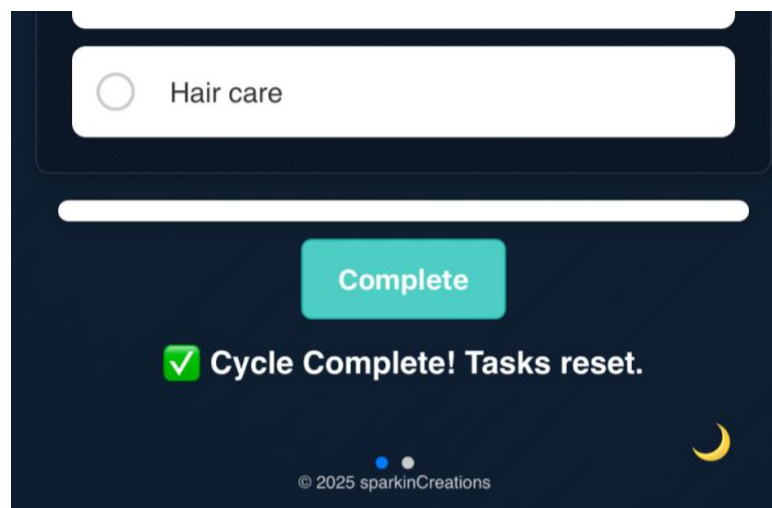 Hair care
Complete
✅ Cycle Complete! Tasks reset.
© 2025 sparkinCreations